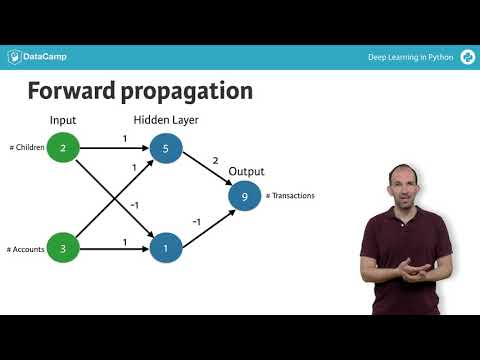 DataCamp
Deep Learning in Python
Forward propagation
Input
Hidden Layer
Output
# Children
2
1
5
2
1
-1
9
# Transactions
# Accounts
3
1
1
-1